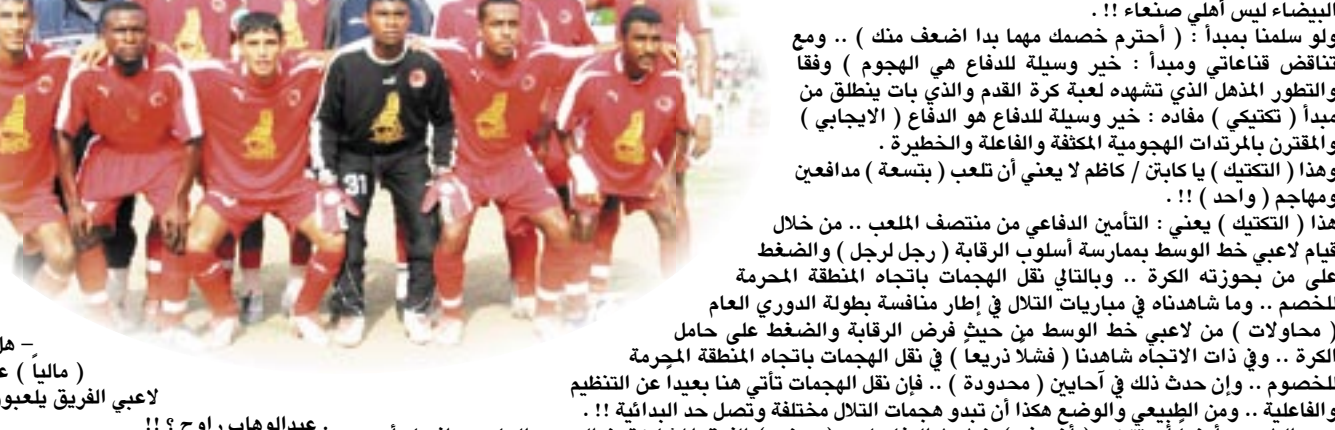 البيضاء ليس أهلي صنعاء !! .
ولو سلمنا بمبدأ : ( أحترم خصمك مهما بدا اضعف منك ) .. ومع
تناقض قناعاتي ومبدأ : خير وسيلة للدفاع هي الهجوم ) وفقاً
والتطور المذهل الذي تشهده لعبة كرة القدم والذي بات ينطلق من
مبدأ ( تكتيكي ) مفاده : خير وسيلة للدفاع هو الدفاع ( الايجابي )
والمقترن بالمرتدات الهجومية المكثفة والفاعلة والخطيرة .
وهذا ( التكتيك ) يا كابتن / كاظم لا يعني أن تلعب ( بتسعة ) مدافعين
ومهاجم ( واحد ) !! .
هذا ( التكتيك ) يعني : التأمين الدفاعي من منتصف الملعب .. من خلال
قيام لاعبي خط الوسط بممارسة أسلوب الرقابة ( رجل لرجل ) والضغط
على من بحوزته الكرة .. وبالتالي نقل الهجمات باتجاه المنطقة المحرمة
للخصم .. وما شاهدناه في مباريات التلال في إطار منافسة بطولة الدوري العام
( محاولات ) من لاعبي خط الوسط من حيث فرض الرقابة والضغط على حامل
الكرة .. وفي ذات الاتجاه شاهدنا ( فشلاً ذريعاً ) في نقل الهجمات باتجاه المنطقة المحرمة
للخصوم .. وإن حدث ذلك في آحايين ( محدودة ) .. فإن نقل الهجمات تأتي هنا بعيداً عن التنظيم
والفاعلية .. ومن الطبيعي والوضع هكذا أن تبدو هجمات التلال مختلفة وتصل حد البدائية !! .
– هل
( مالياً )
لاعبي الفريق
عبدالوهاب راوح ؟ !!
31